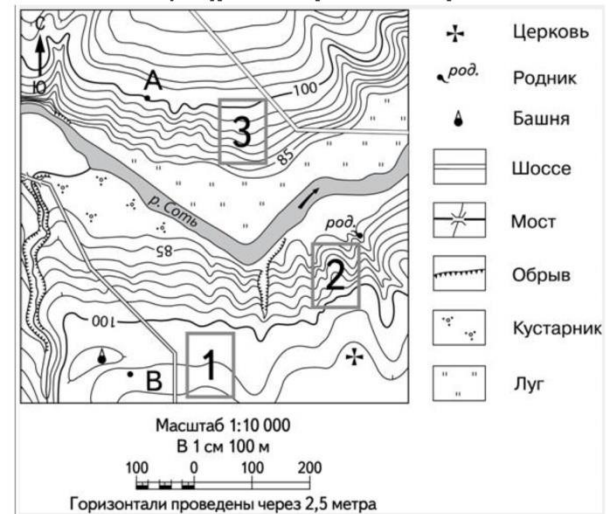 С
Ю
А
100
3
85
р. Соть
род.
85
2
100
1
В
Церковь
род. Родник
Башня
Шоссе
Мост
Обрыв
Кустарник
Луг
Масштаб 1:10 000
В 1 см 100 м
100 0 100 200
Горизонтали проведены через 2,5 метра